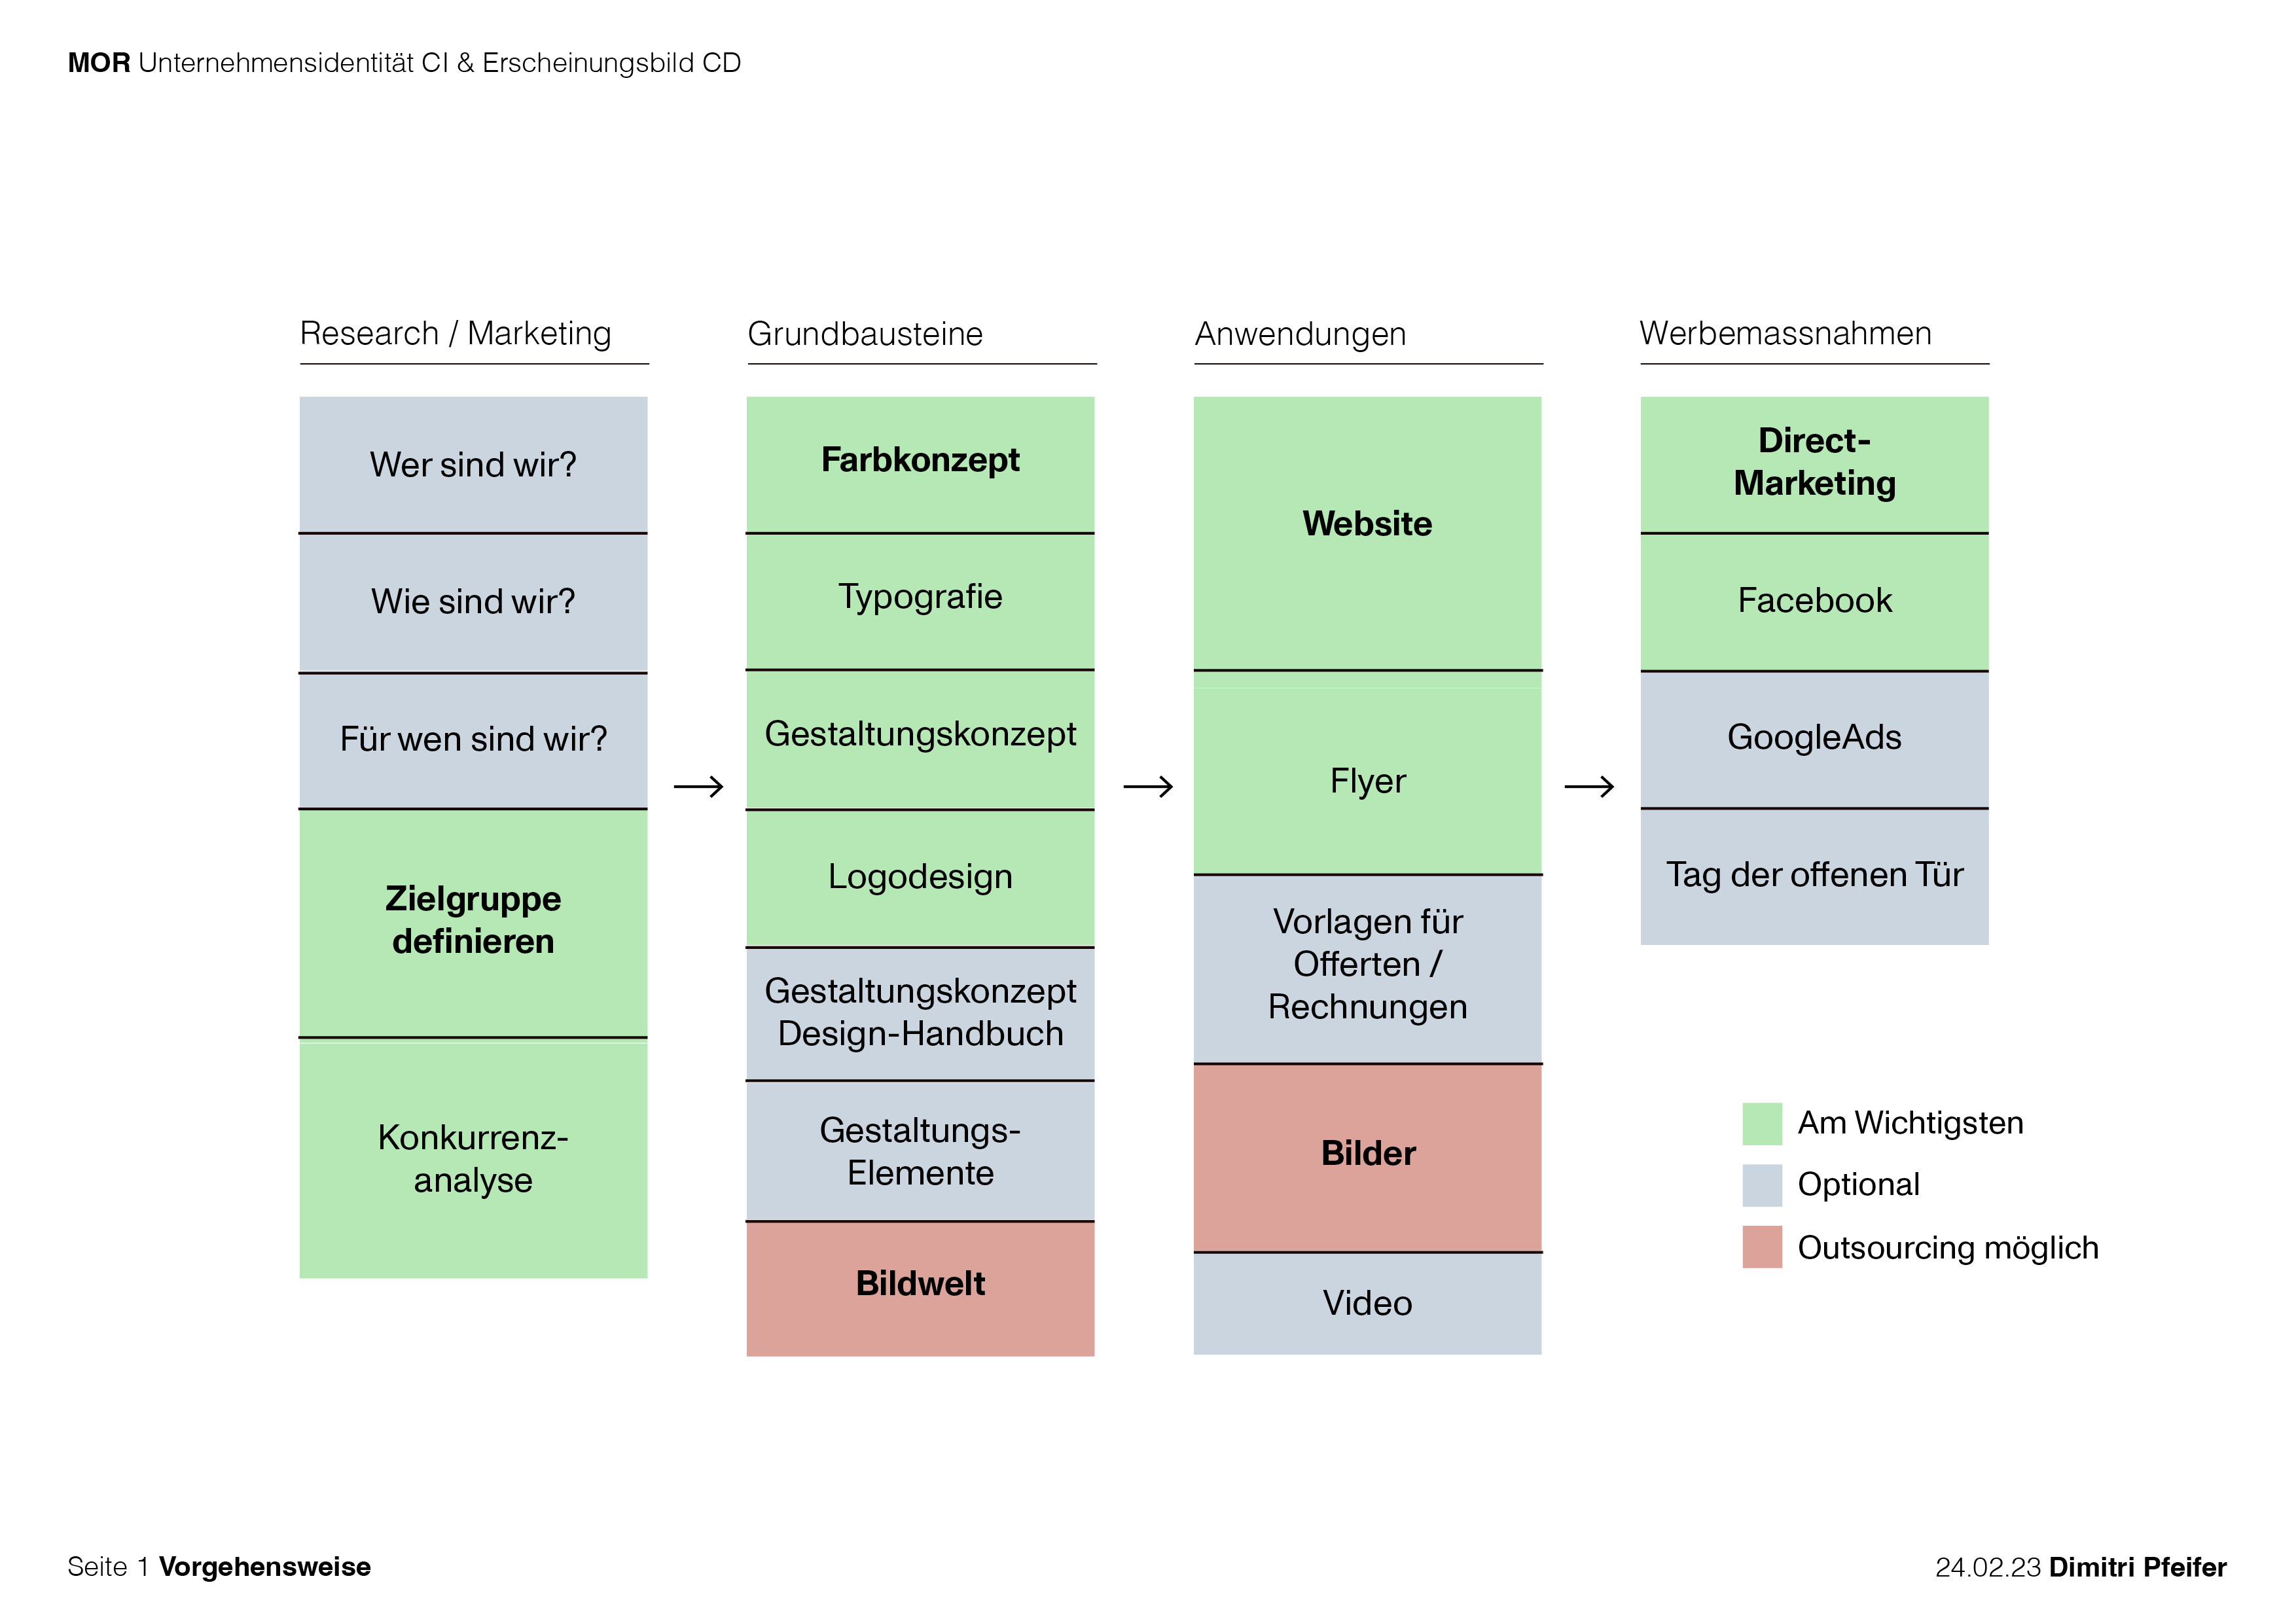 MOR Unternehmensidentität CI & Erscheinungsbild CD
Research / Marketing
Wer sind wir?
Wie sind wir?
Für wen sind wir?
Zielgruppe
definieren
Konkurrenz-
analyse
Grundbausteine
Farbkonzept
Typografie
Gestaltungskonzept
Logodesign
Gestaltungskonzept
Design-Handbuch
Gestaltungs-
Elemente
Bildwelt
Anwendungen
Website
Flyer
Vorlagen für
Offerten /
Rechnungen
Bilder
Video
Werbemassnahmen
Direct-
Marketing
Facebook
GoogleAds
Tag der offenen Tür
Am Wichtigsten
Optional
Outsourcing möglich
Seite 1 Vorgehensweise
24.02.23 Dimitri Pfeifer